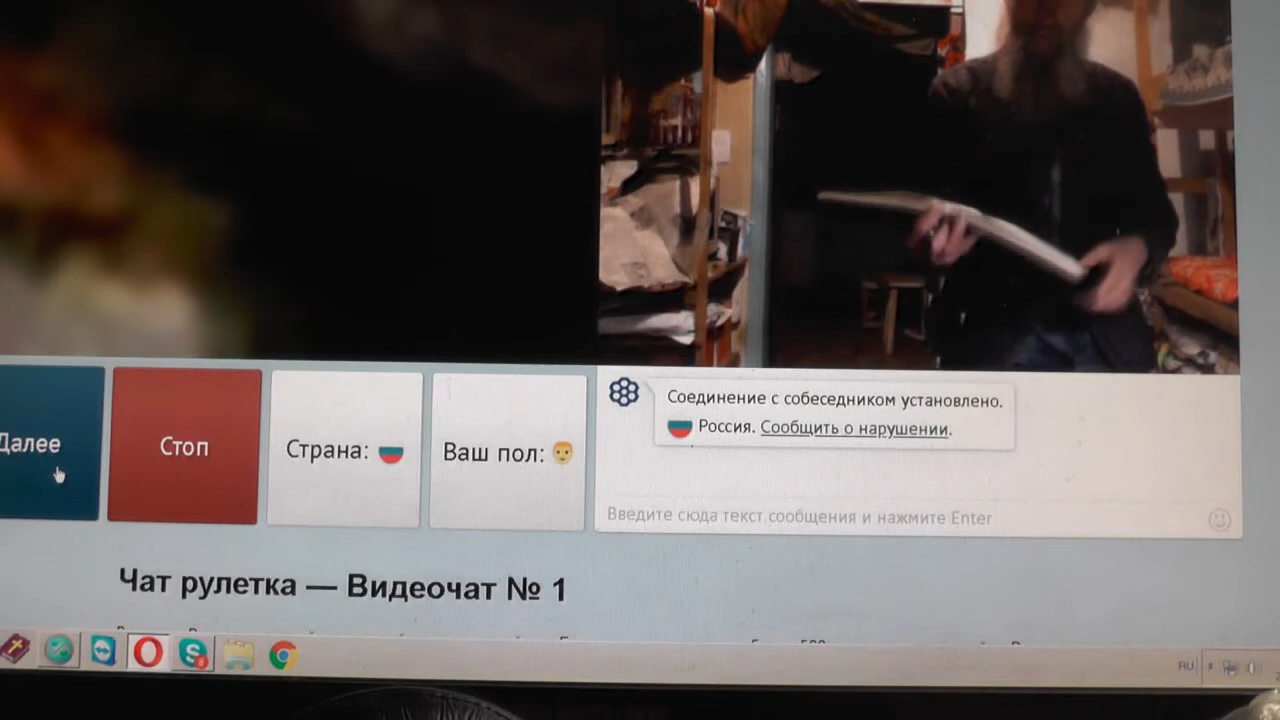 Соединение с собеседником установлено.
Россия. Сообщить о нарушении.
Далее
Стоп
Страна:
Ваш пол:
Введите сюда текст сообщения и нажмите Enter
Чат рулетка — Видеочат № 1
RU